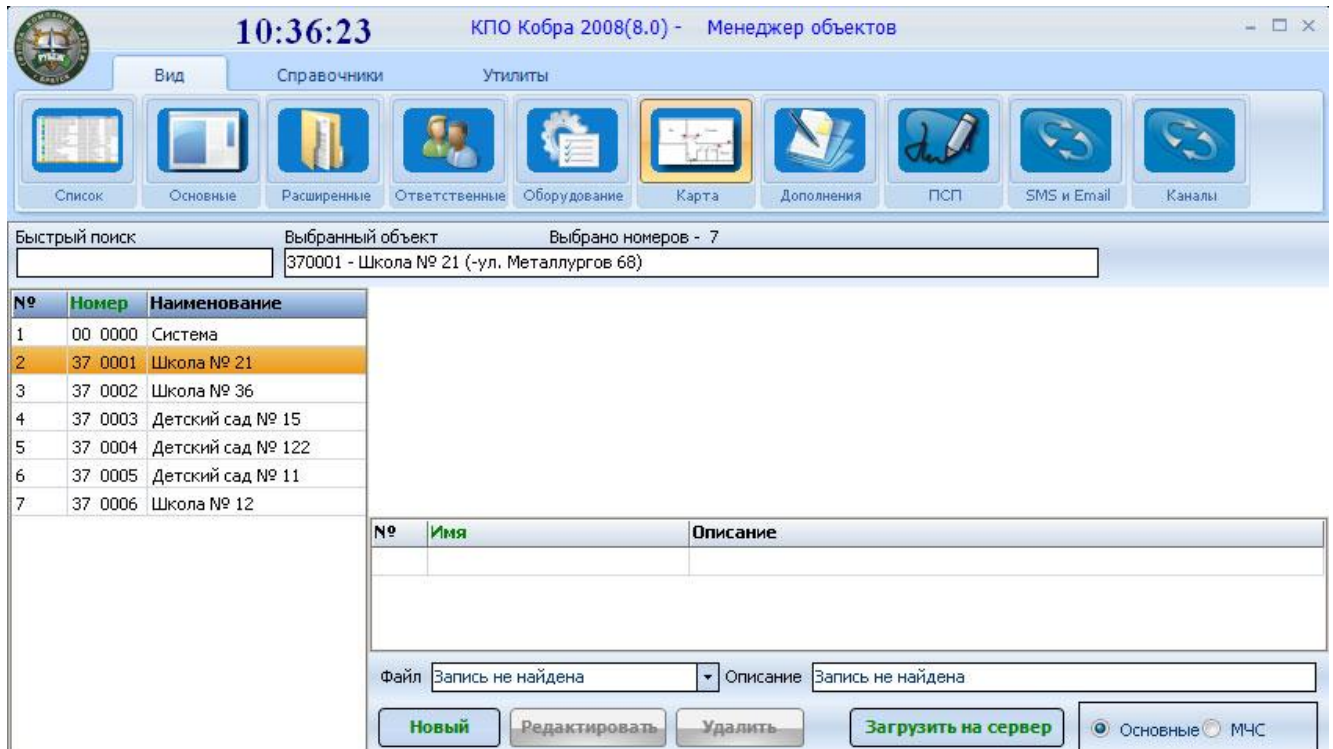 10:36:23 КПО Кобра 2008(8.0) - Менеджер объектов
РУБЕЖ
Вид Справочники Утилиты
Список Основные Расширенные Ответственные Оборудование Карта Дополнения ПСП SMS и Email Каналы
Быстрый поиск Выбранный объект Выбрано номеров - 7
370001 - Школа № 21 (-ул. Металлургов 68)
№ Номер Наименование
1 00 0000 Система
2 37 0001 Школа № 21
3 37 0002 Школа № 36
4 37 0003 Детский сад № 15
5 37 0004 Детский сад № 122
6 37 0005 Детский сад № 11
7 37 0006 Школа № 12
№ Имя Описание
Файл Запись не найдена Описание Запись не найдена
Новый Редактировать Удалить Загрузить на сервер Основные МЧС